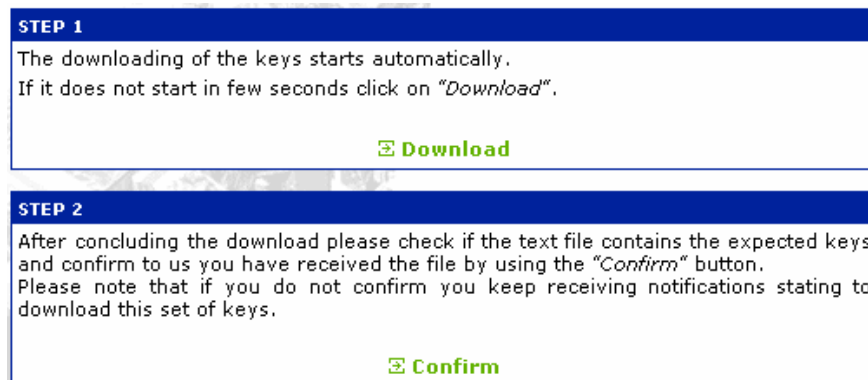 STEP 1
The downloading of the keys starts automatically.
If it does not start in few seconds click on "Download".
Download
STEP 2
After concluding the download please check if the text file contains the expected keys
and confirm to us you have received the file by using the "Confirm" button.
Please note that if you do not confirm you keep receiving notifications stating to
download this set of keys.
Confirm